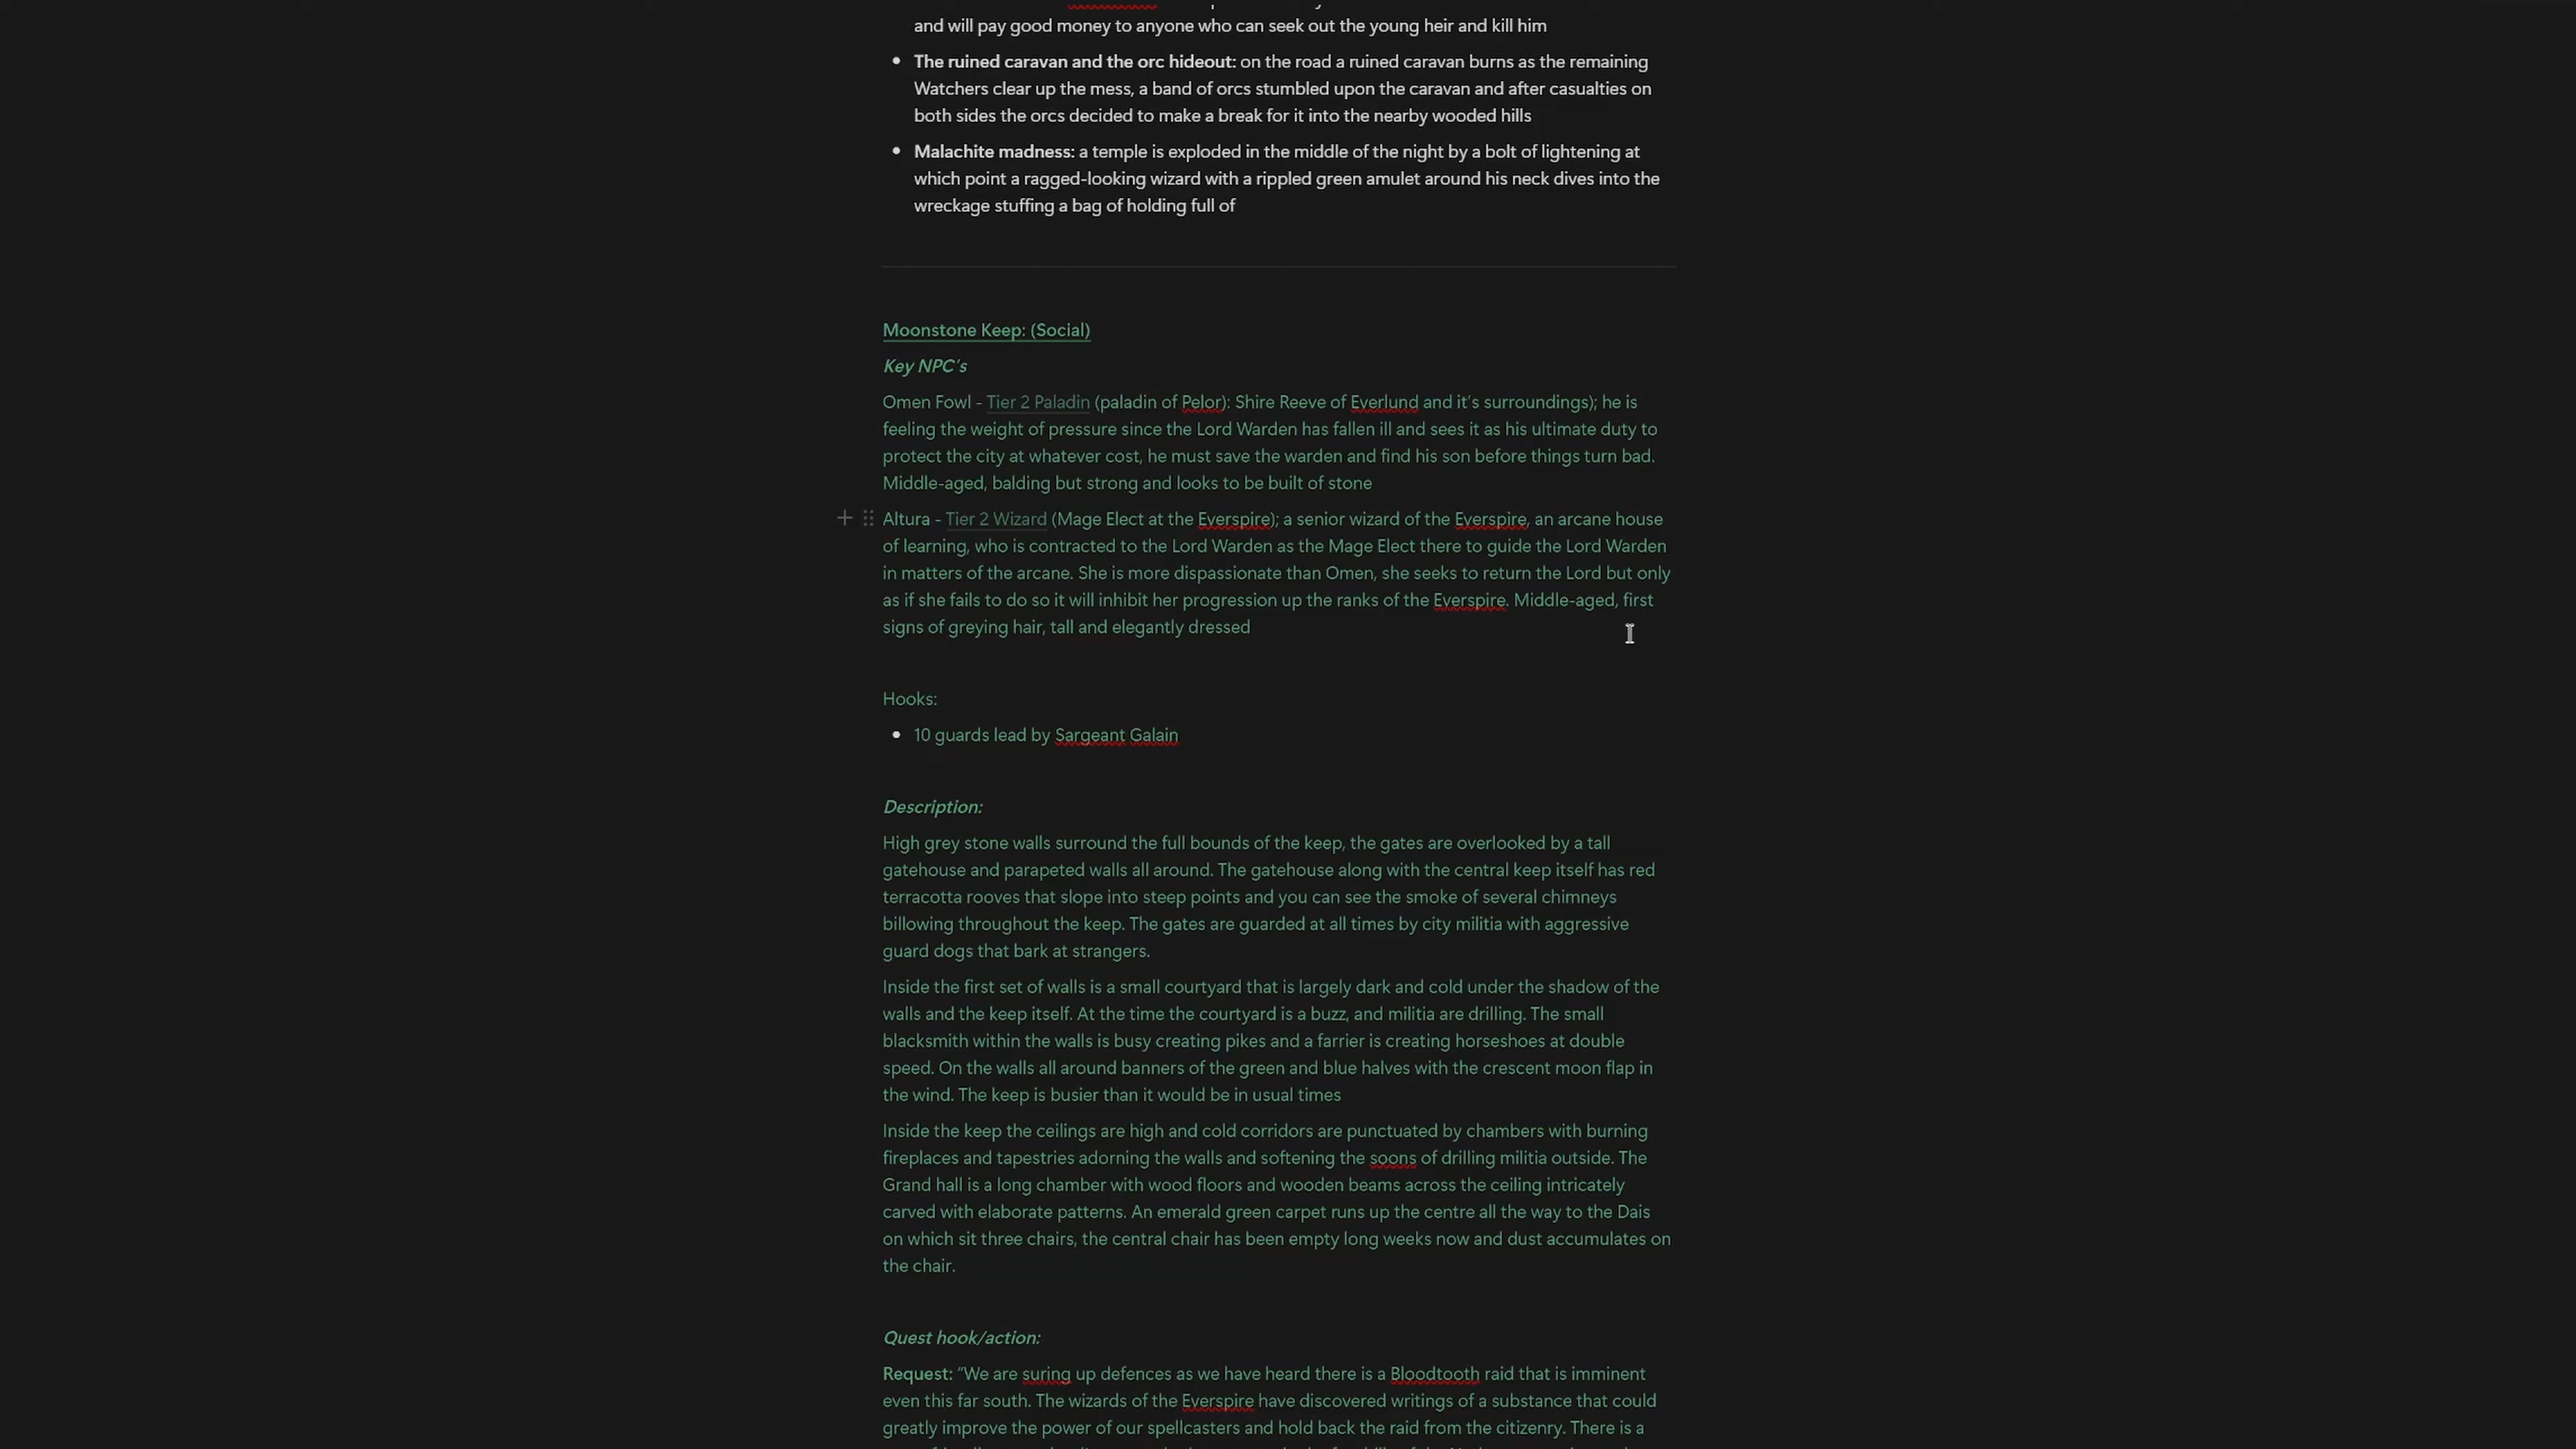 and will pay good money to anyone who can seek out the young heir and kill him
• The ruined caravan and the orc hideout: on the road a ruined caravan burns as the remaining
Watchers clear up the mess, a band of orcs stumbled upon the caravan and after casualties on
both sides the orcs decided to make a break for it into the nearby wooded hills
• Malachite madness: a temple is exploded in the middle of the night by a bolt of lightening at
which point a ragged-looking wizard with a rippled green amulet around his neck dives into the
wreckage stuffing a bag of holding full of
Moonstone Keep: (Social)
Key NPC's
Omen Fowl - Tier 2 Paladin (paladin of Pelor): Shire Reeve of Everlund and it's surroundings); he is
feeling the weight of pressure since the Lord Warden has fallen ill and sees it as his ultimate duty to
protect the city at whatever cost, he must save the warden and find his son before things turn bad.
Middle-aged, balding but strong and looks to be built of stone
Altura - Tier 2 Wizard (Mage Elect at the Everspire); a senior wizard of the Everspire, an arcane house
of learning, who is contracted to the Lord Warden as the Mage Elect there to guide the Lord Warden
in matters of the arcane. She is more dispassionate than Omen, she seeks to return the Lord but only
as if she fails to do so it will inhibit her progression up the ranks of the Everspire. Middle-aged, first
signs of greying hair, tall and elegantly dressed
Hooks:
• 10 guards lead by Sargeant Galain
Description:
High grey stone walls surround the full bounds of the keep, the gates are overlooked by a tall
gatehouse and parapeted walls all around. The gatehouse along with the central keep itself has red
terracotta rooves that slope into steep points and you can see the smoke of several chimneys
billowing throughout the keep. The gates are guarded at all times by city militia with aggressive
guard dogs that bark at strangers.
Inside the first set of walls is a small courtyard that is largely dark and cold under the shadow of the
walls and the keep itself. At the time the courtyard is a buzz, and militia are drilling. The small
blacksmith within the walls is busy creating pikes and a farrier is creating horseshoes at double
speed. On the walls all around banners of the green and blue halves with the crescent moon flap in
the wind. The keep is busier than it would be in usual times
Inside the keep the ceilings are high and cold corridors are punctuated by chambers with burning
fireplaces and tapestries adorning the walls and softening the soons of drilling militia outside. The
Grand hall is a long chamber with wood floors and wooden beams across the ceiling intricately
carved with elaborate patterns. An emerald green carpet runs up the centre all the way to the Dais
on which sit three chairs, the central chair has been empty long weeks now and dust accumulates on
the chair.
Quest hook/action:
Request: "We are suring up defences as we have heard there is a Bloodtooth raid that is imminent
even this far south. The wizards of the Everspire have discovered writings of a substance that could
greatly improve the power of our spellcasters and hold back the raid from the citizenry. There is a